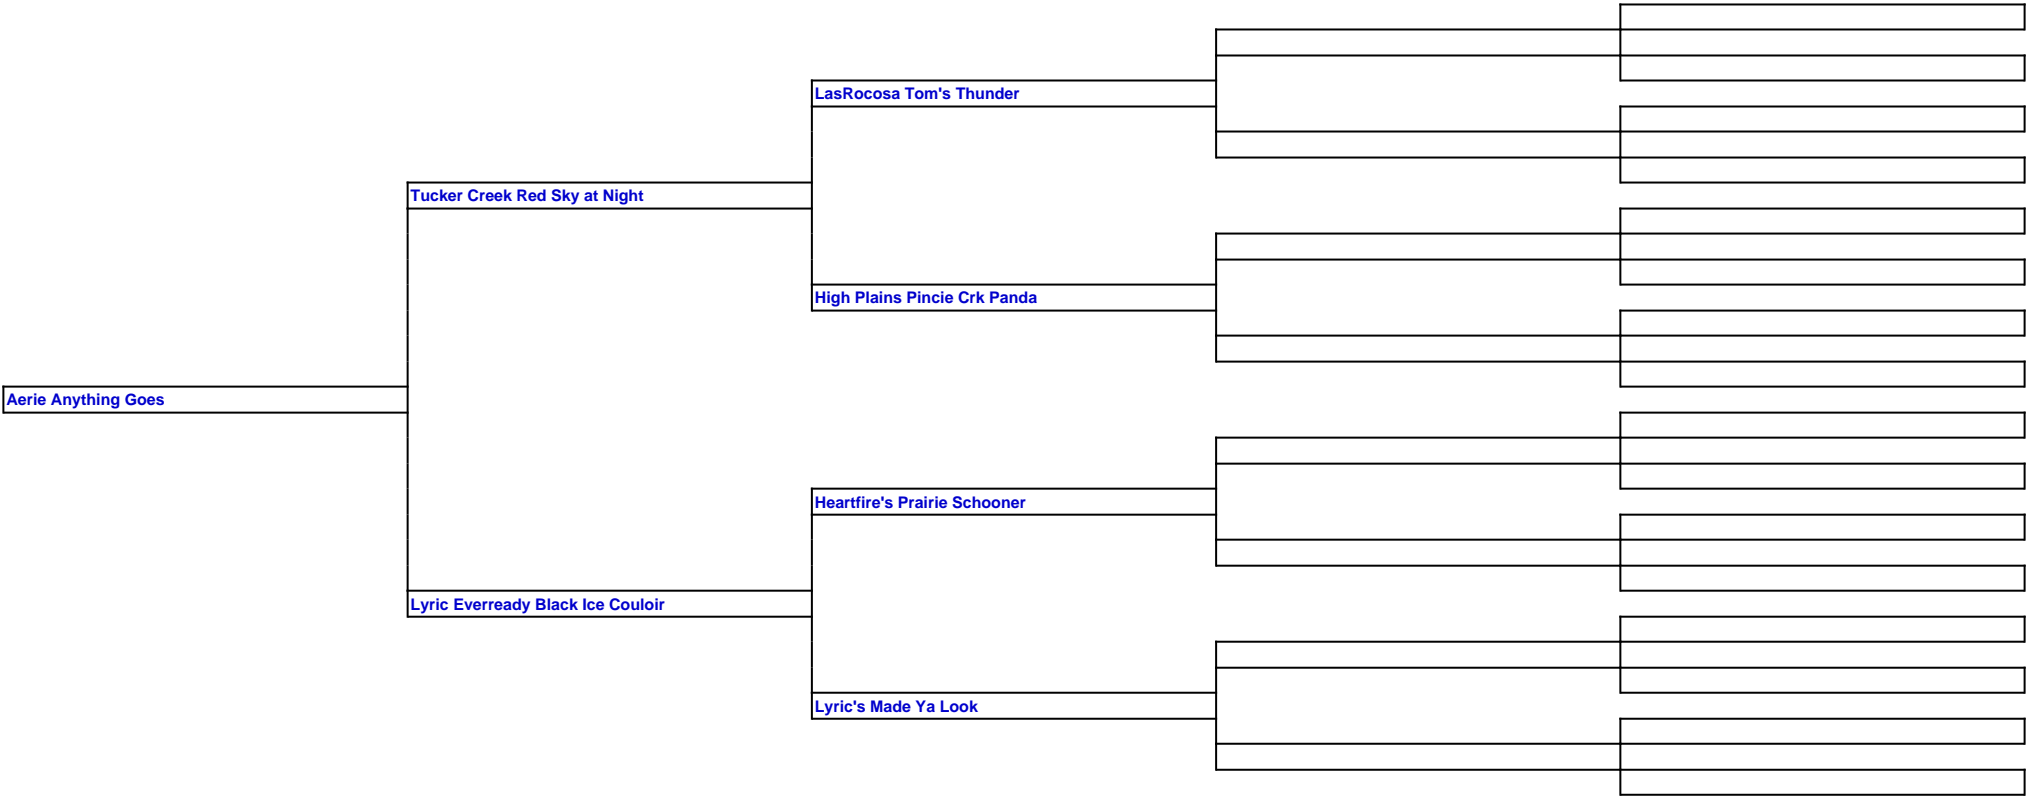 LasRocosa Tom's Thunder
Tucker Creek Red Sky at Night
High Plains Pincie Crk Panda
Aerie Anything Goes
Heartfire's Prairie Schooner
Lyric Everready Black Ice Couloir
Lyric's Made Ya Look